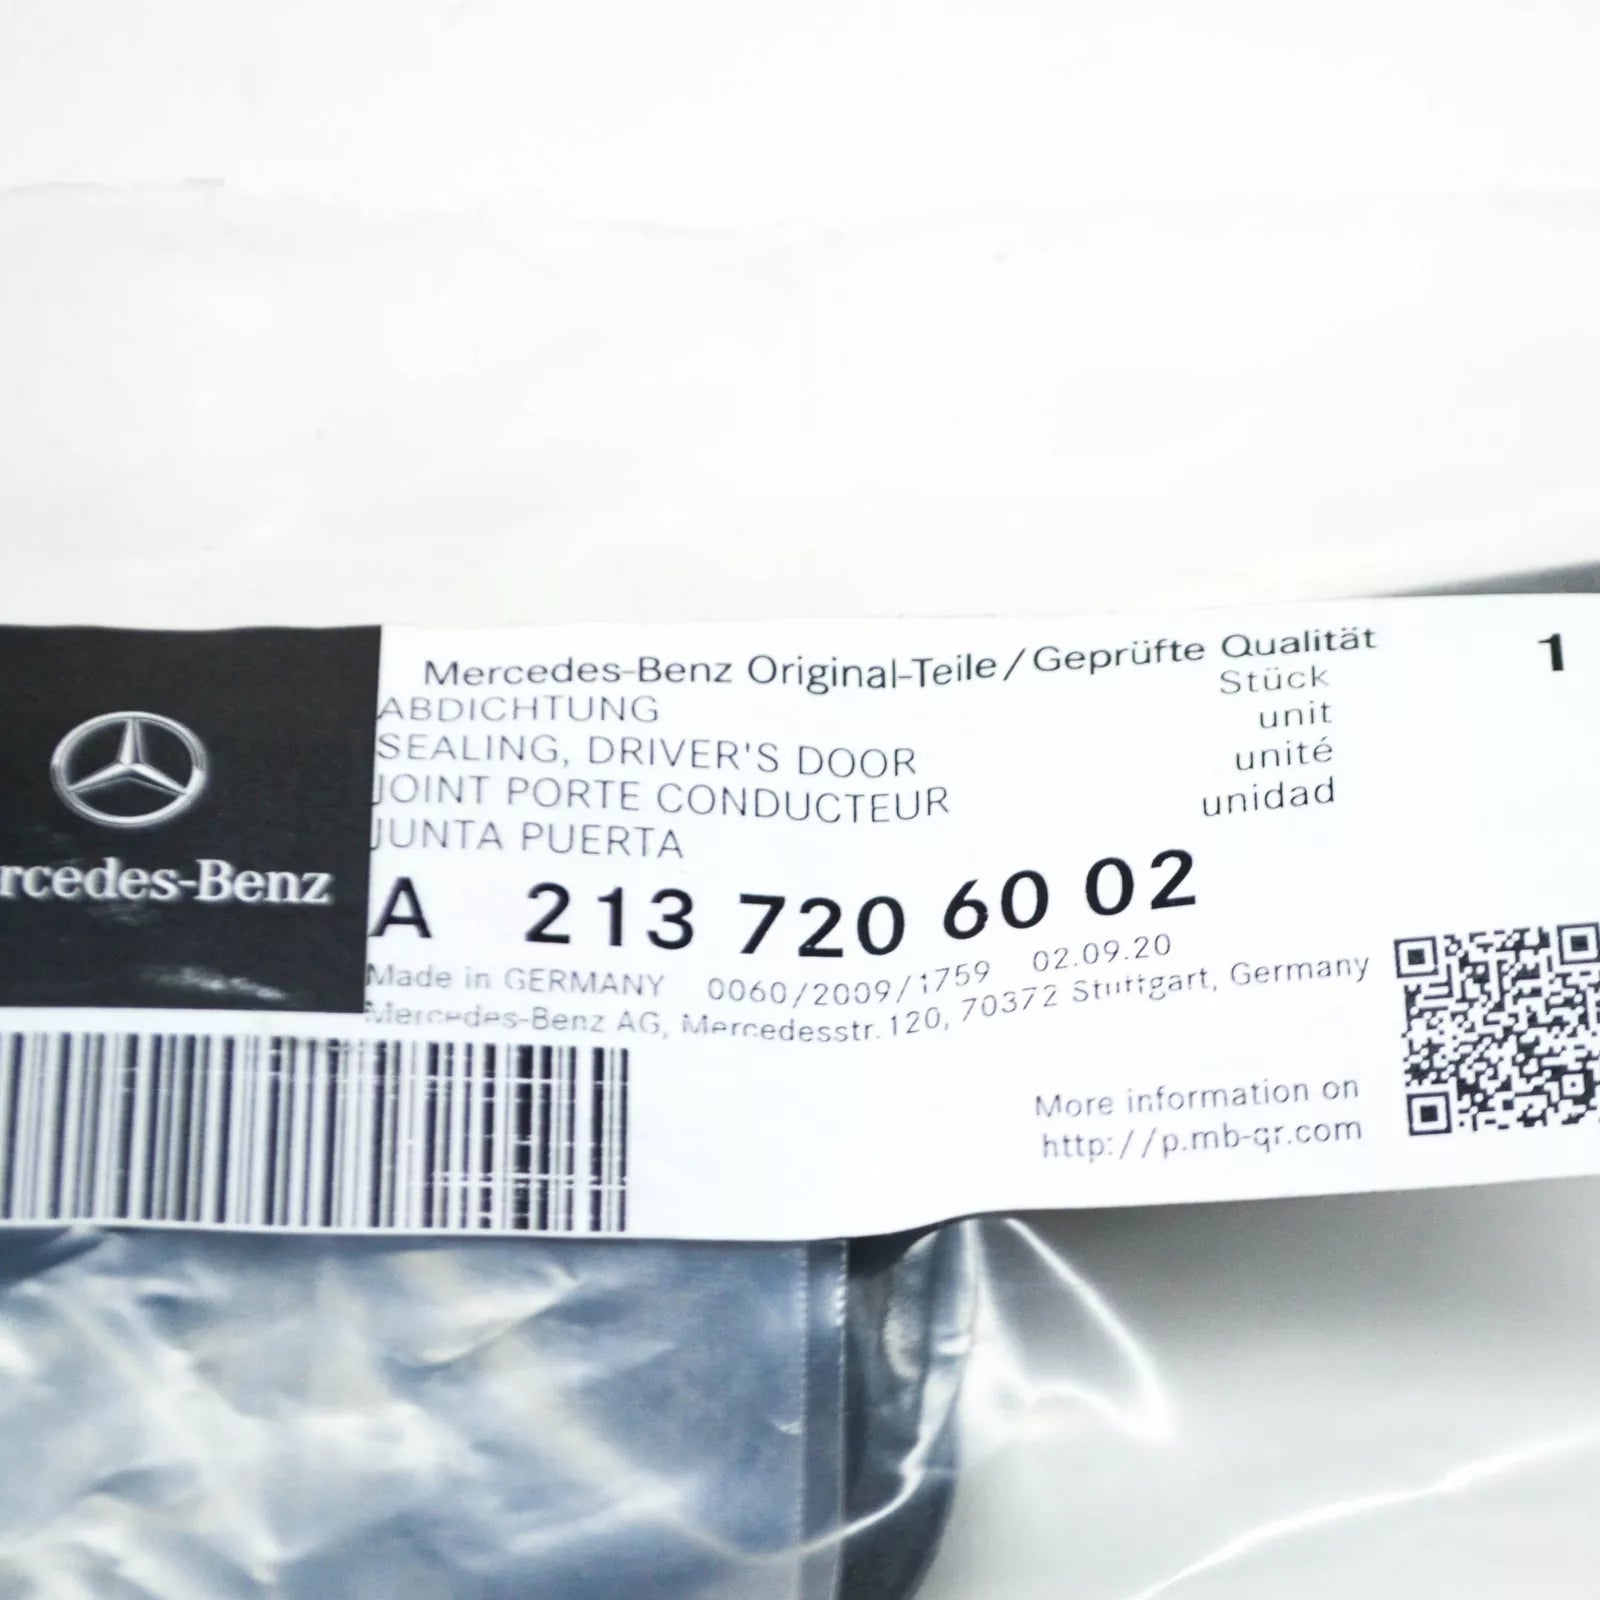 Mercedes-Benz Original-Teile/Geprüfte Qualität 1
ABDICHTUNG Stück
SEALING, DRIVER'S DOOR unit
JOINT PORTE CONDUCTEUR unité
JUNTA PUERTA unidad
rcedes-Benz
A 213 720 60 02
Made in GERMANY 0060/2009/1759 02.09.20
Mercedes-Benz AG, Mercedesstr. 120, 70372 Stuttgart, Germany
More information on
http://p.mb-qr.com